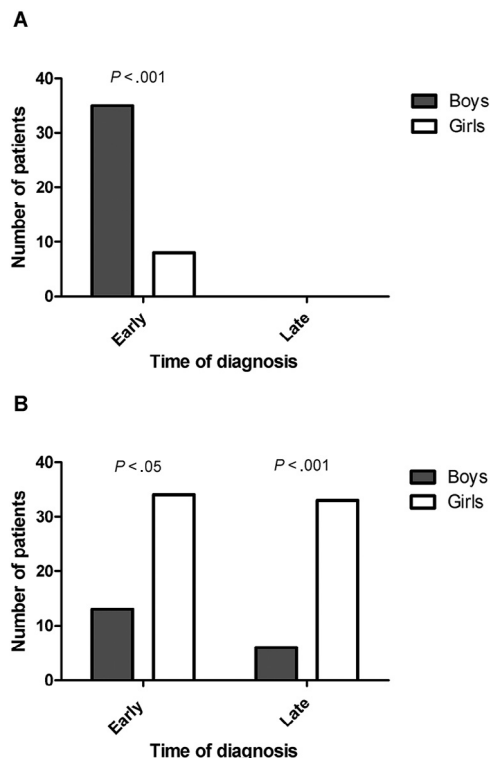 A
P < .001
Boys
Girls
Number of patients
40
30
20
10
0
Early
Late
Time of diagnosis
B
P < .05
P < .001
Boys
Girls
Number of patients
40
30
20
10
0
Early
Late
Time of diagnosis